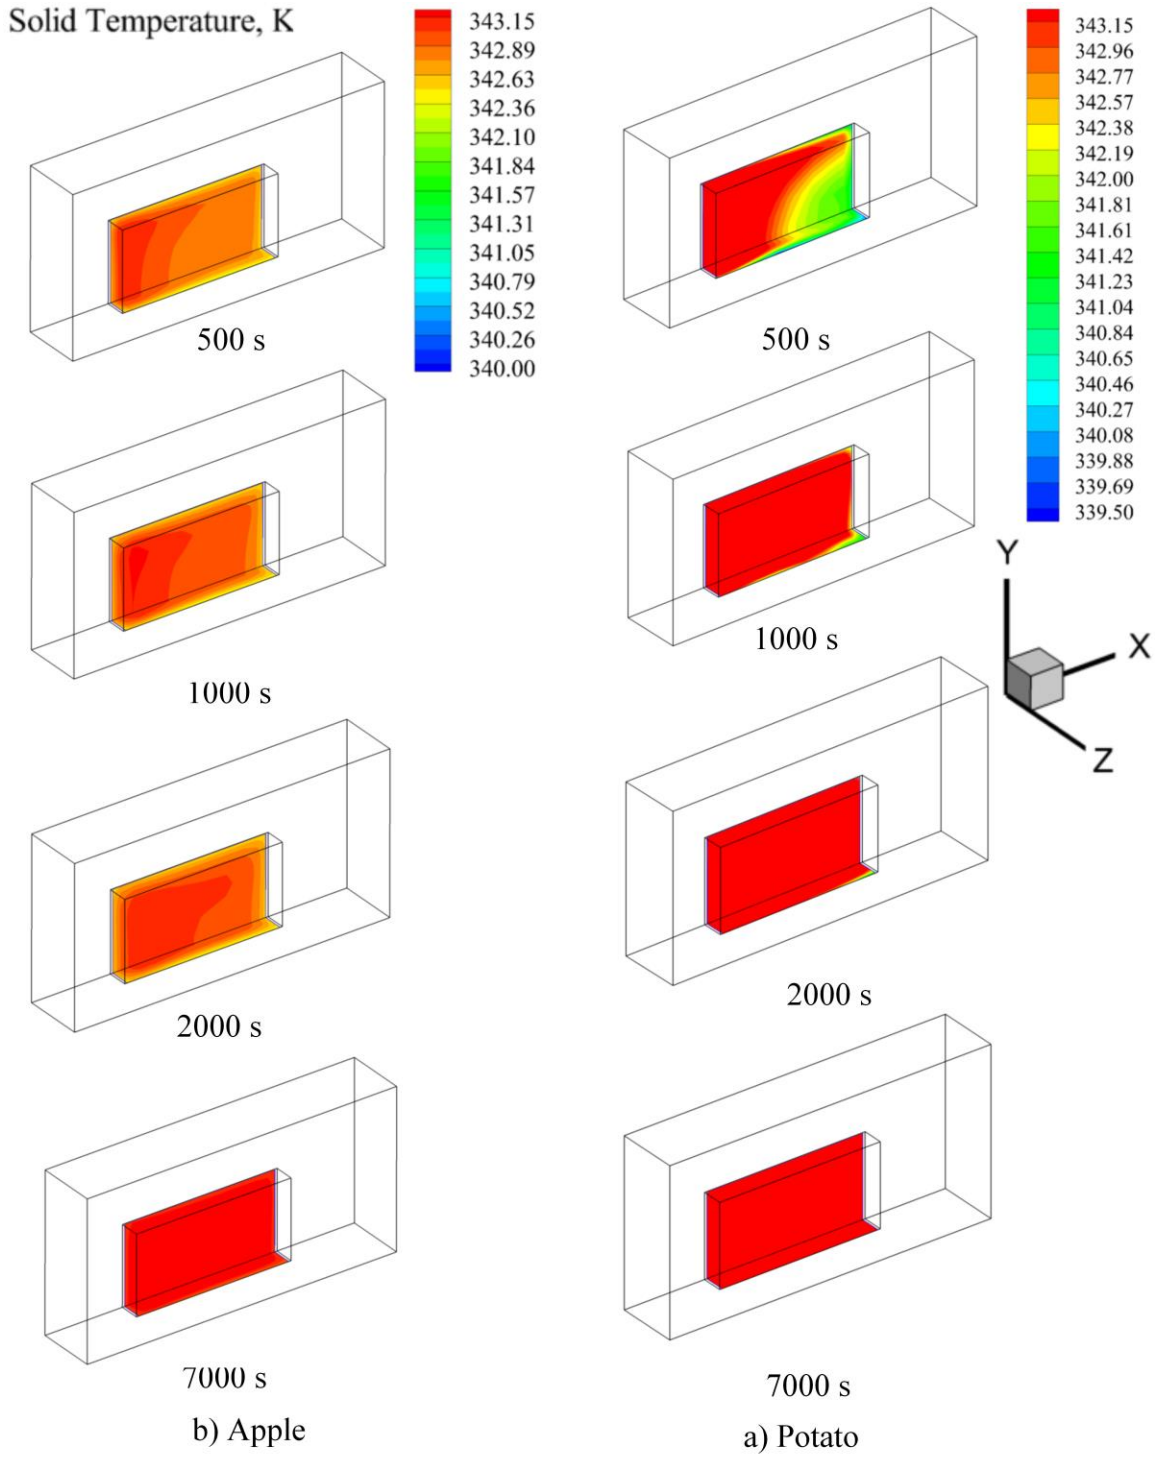 Solid Temperature, K
343.15
342.89
342.63
342.36
342.10
341.84
341.57
341.31
341.05
340.79
340.52
340.26
340.00
500 s
1000 s
2000 s
7000 s
b) Apple
343.15
342.96
342.77
342.57
342.38
342.19
342.00
341.81
341.61
341.42
341.23
341.04
340.84
340.65
340.46
340.27
340.08
339.88
339.69
339.50
500 s
1000 s
2000 s
7000 s
a) Potato
Y
X
Z